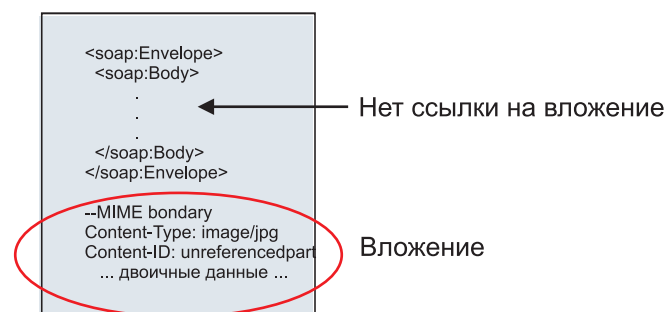 <soap:Envelope>
<soap:Body>
.
.
.
Нет ссылки на вложение
</soap:Body>
</soap:Envelope>
--MIME bondary
Content-Type: image/jpg
Content-ID: unreferencedpart
... двоичные данные ...
Вложение